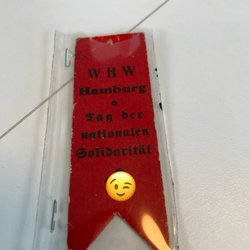 WHW
Hamburg
Tag der
nationalen
Solidarität